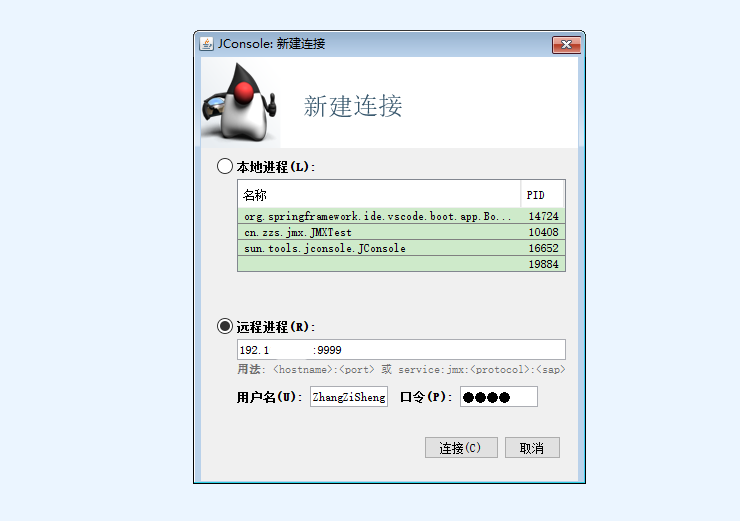 JConsole: 新建连接
新建连接
本地进程(L):
名称 PID
org.springframework.ide.vscode.boot.app.Bo... 14724
cn.zzs.jmx.JMXTest 10408
sun.tools.jconsole.JConsole 16652
19884
远程进程(R):
192.1 :9999
用法: <hostname>:<port> 或 service:jmx:<protocol>:<sap>
用户名(U): ZhangZiSheng 口令(P): ●●●●
连接(C) 取消